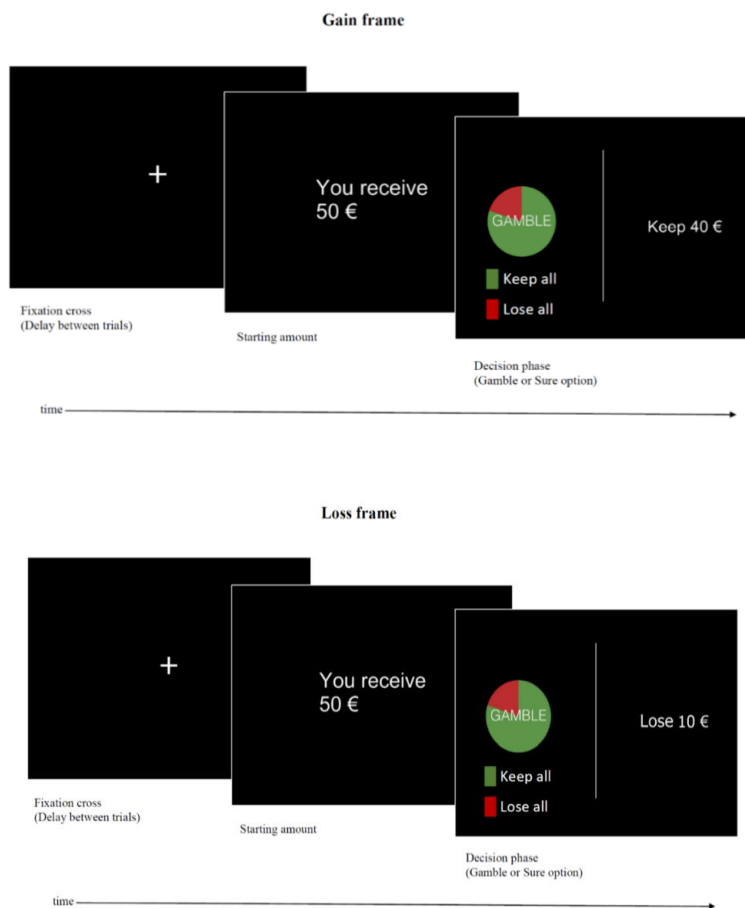 Gain frame
+
You receive
50 €
GAMBLE
Keep all
Lose all
Keep 40 €
Fixation cross
(Delay between trials)
Starting amount
Decision phase
(Gamble or Sure option)
time
Loss frame
+
You receive
50 €
GAMBLE
Keep all
Lose all
Lose 10 €
Fixation cross
(Delay between trials)
Starting amount
Decision phase
(Gamble or Sure option)
time